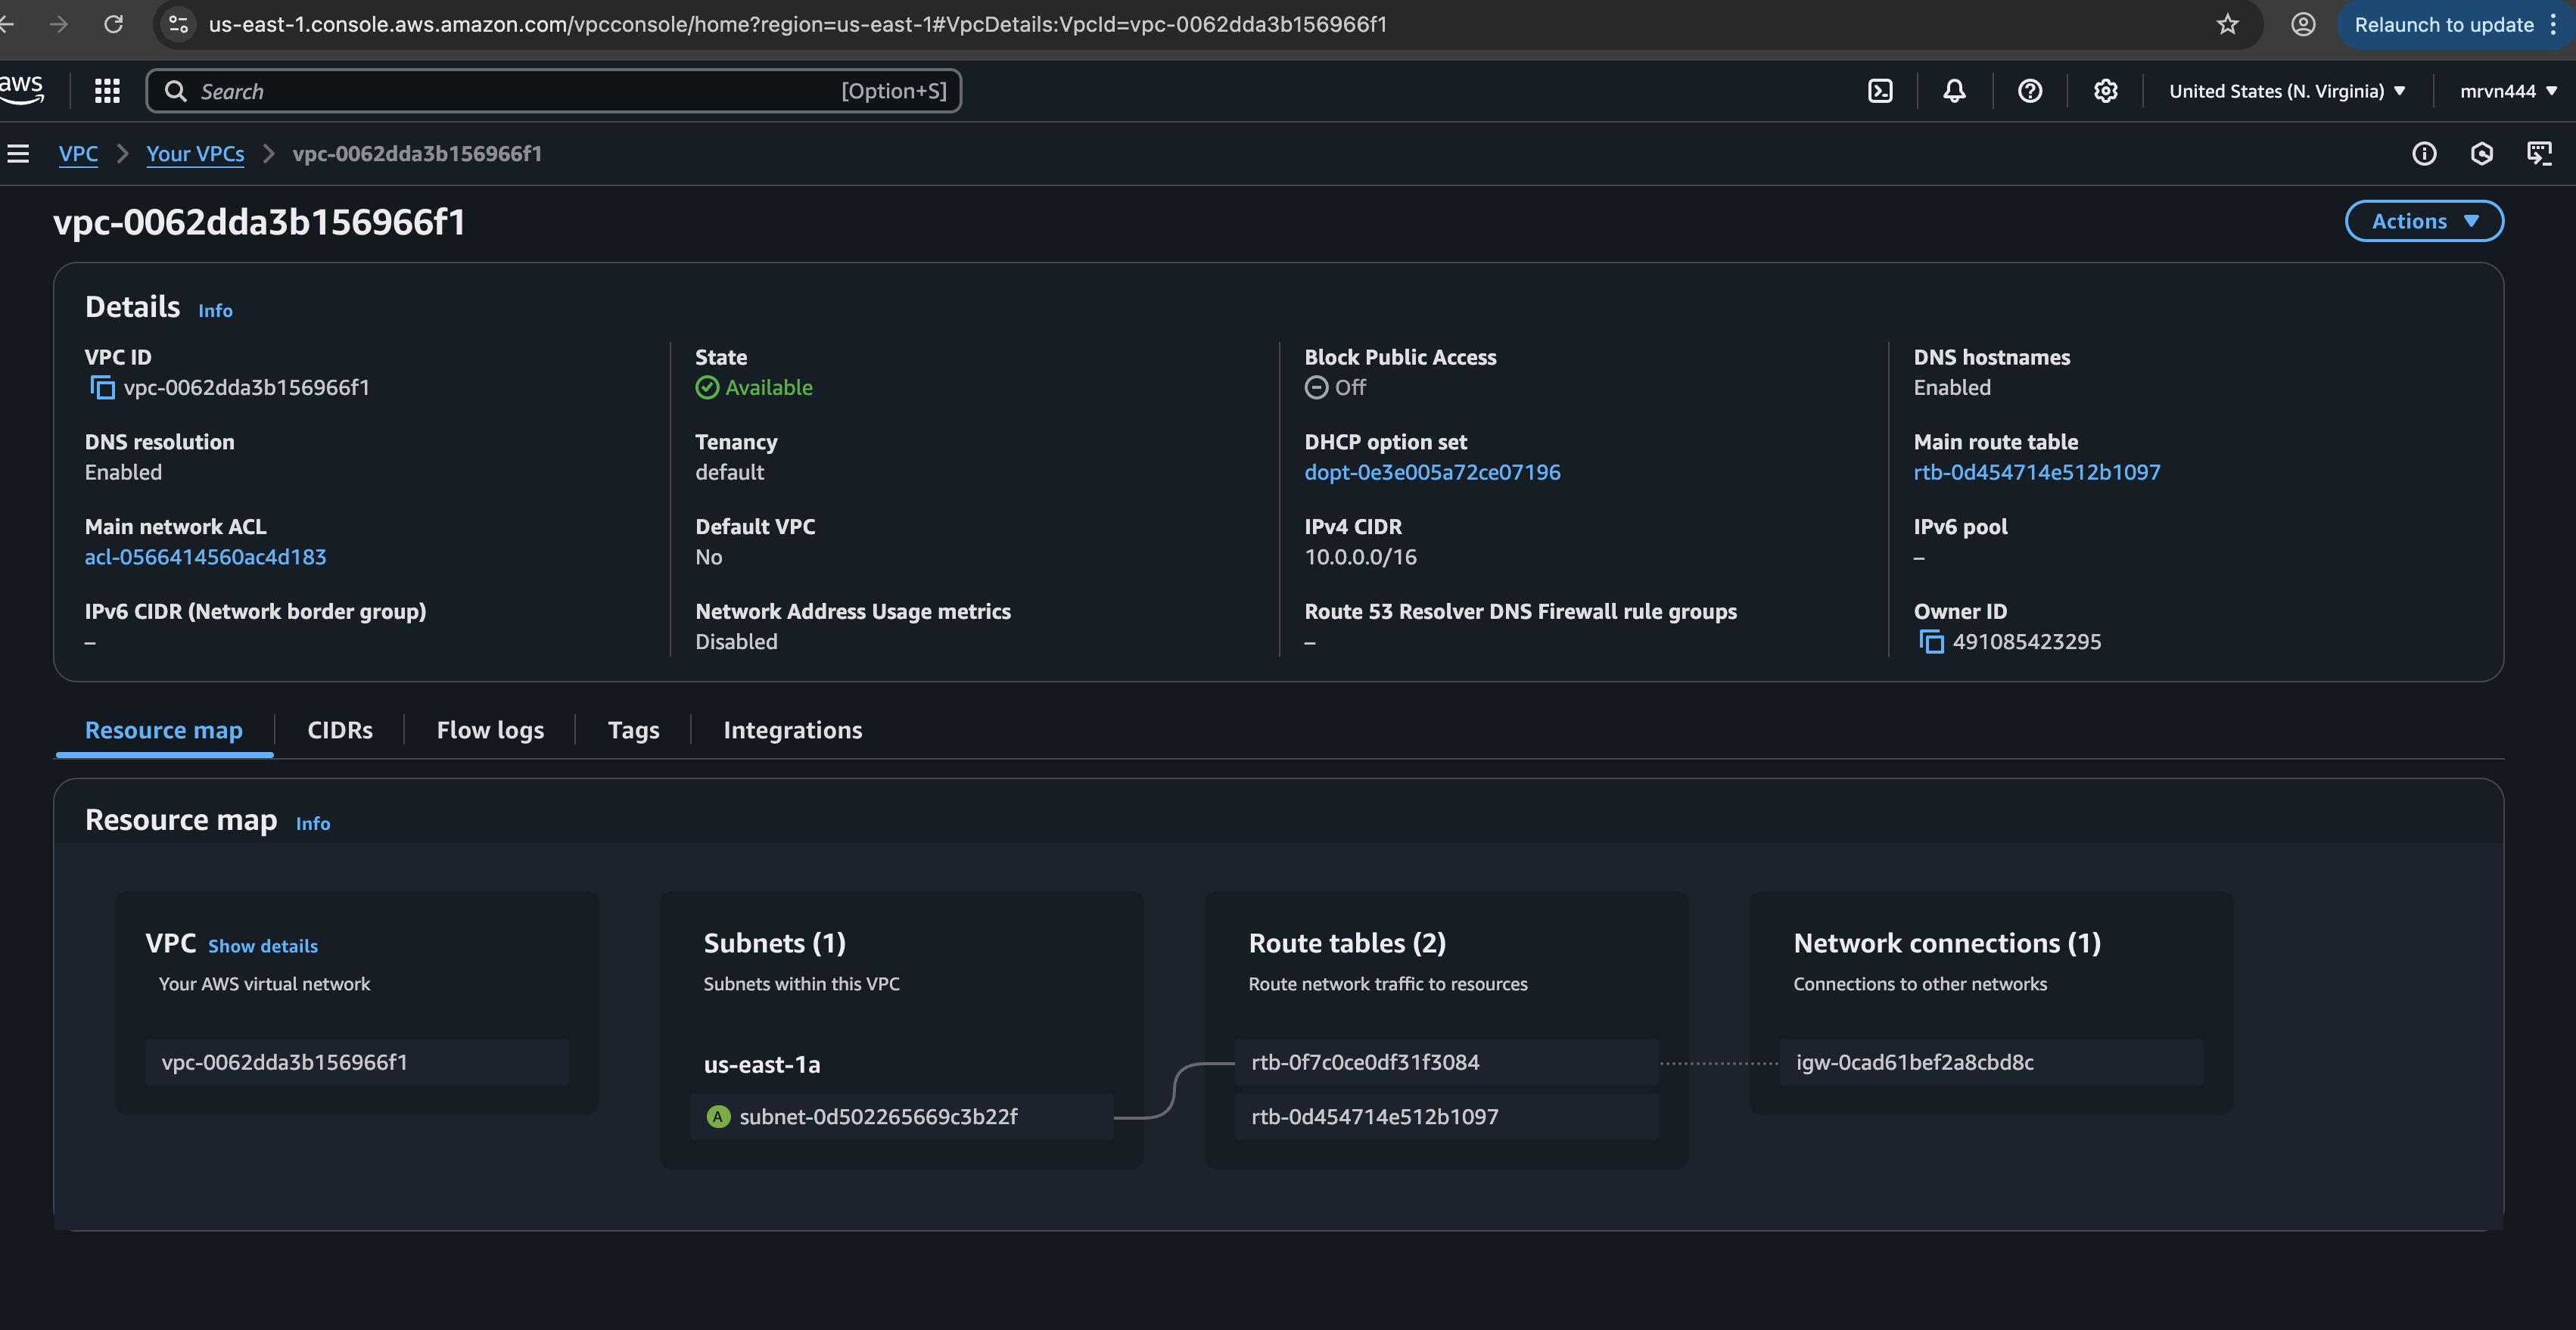 us-east-1.console.aws.amazon.com/vpcconsole/home?region=us-east-1#VpcDetails:VpcId=vpc-0062dda3b156966f1
Relaunch to update
aws
Search
[Option+S]
United States (N. Virginia)
mrvn444
VPC
Your VPCs
vpc-0062dda3b156966f1
vpc-0062dda3b156966f1
Actions
Details Info
VPC ID
vpc-0062dda3b156966f1
State
Available
Block Public Access
Off
DNS hostnames
Enabled
DNS resolution
Enabled
Tenancy
default
DHCP option set
dopt-0e3e005a72ce07196
Main route table
rtb-0d454714e512b1097
Main network ACL
acl-0566414560ac4d183
Default VPC
No
IPv4 CIDR
10.0.0.0/16
IPv6 pool
–
IPv6 CIDR (Network border group)
–
Network Address Usage metrics
Disabled
Route 53 Resolver DNS Firewall rule groups
–
Owner ID
491085423295
Resource map
CIDRs
Flow logs
Tags
Integrations
Resource map Info
VPC Show details
Your AWS virtual network
vpc-0062dda3b156966f1
Subnets (1)
Subnets within this VPC
us-east-1a
A subnet-0d502265669c3b22f
Route tables (2)
Route network traffic to resources
rtb-0f7c0ce0df31f3084
rtb-0d454714e512b1097
Network connections (1)
Connections to other networks
igw-0cad61bef2a8cbd8c